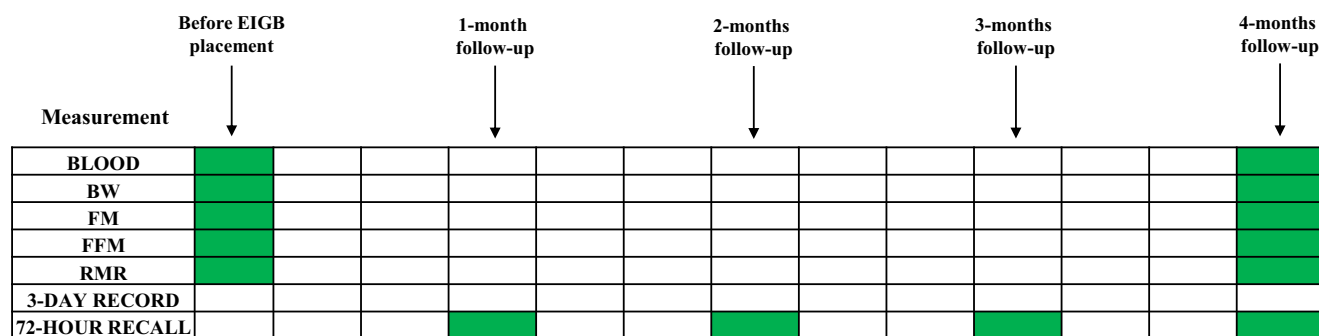 Before EIGB
placement
1-month
follow-up
2-months
follow-up
3-months
follow-up
4-months
follow-up
Measurement
BLOOD
BW
FM
FFM
RMR
3-DAY RECORD
72-HOUR RECALL